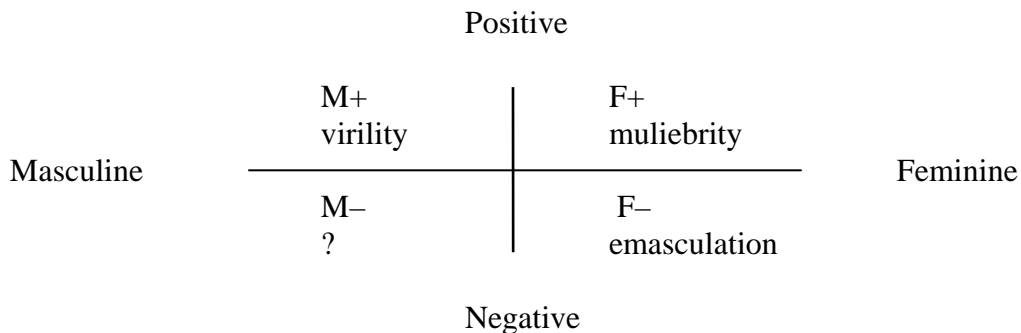 Positive
M+ F+
virility muliebrity
Masculine Feminine
M– F–
? emasculation
Negative